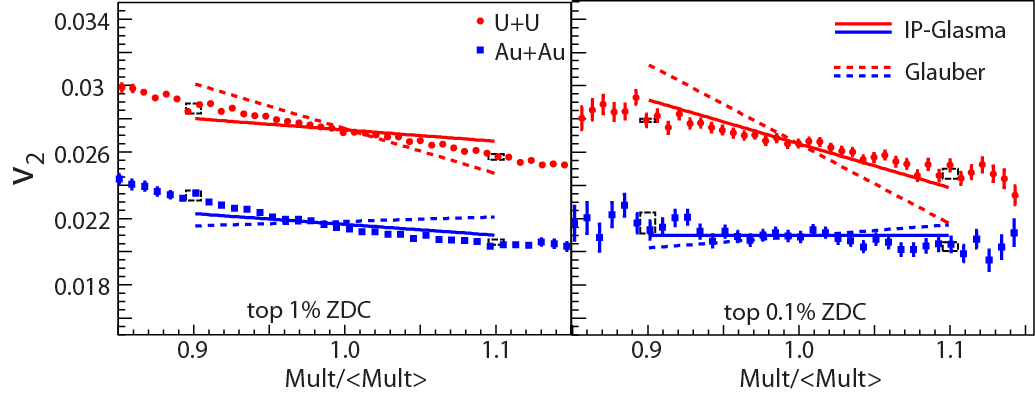 0.034
0.03
0.026
0.022
0.018
v2
U+U
Au+Au
top 1% ZDC
0.9
1.0
1.1
Mult/<Mult>
IP-Glasma
Glauber
top 0.1% ZDC
0.9
1.0
1.1
Mult/<Mult>